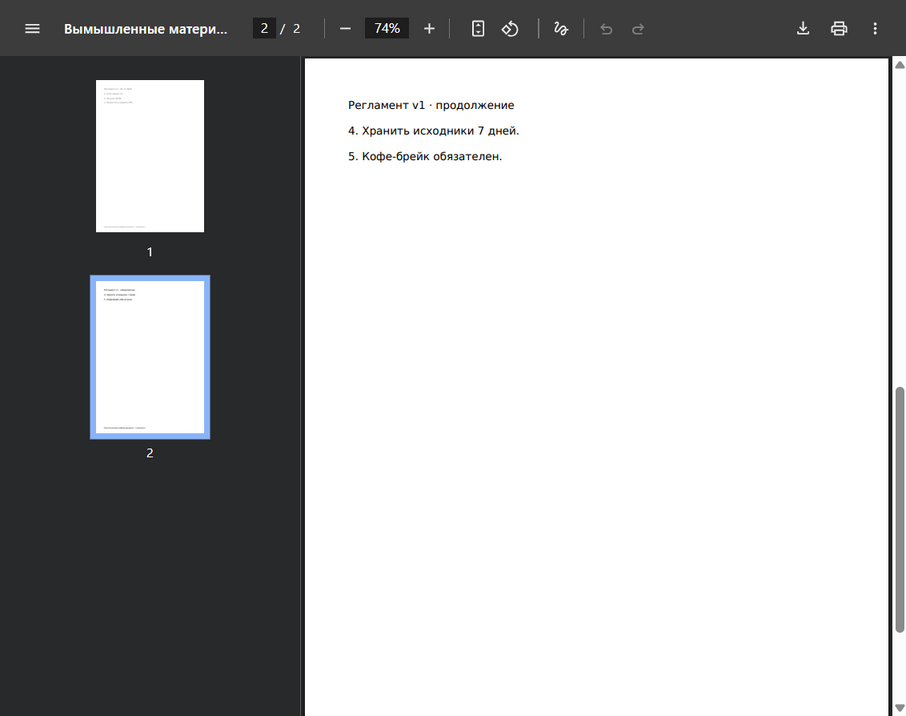 Вымышленные матери...
2 / 2
74%
Регламент v1 · продолжение
4. Хранить исходники 7 дней.
5. Кофе-брейк обязателен.
1
2